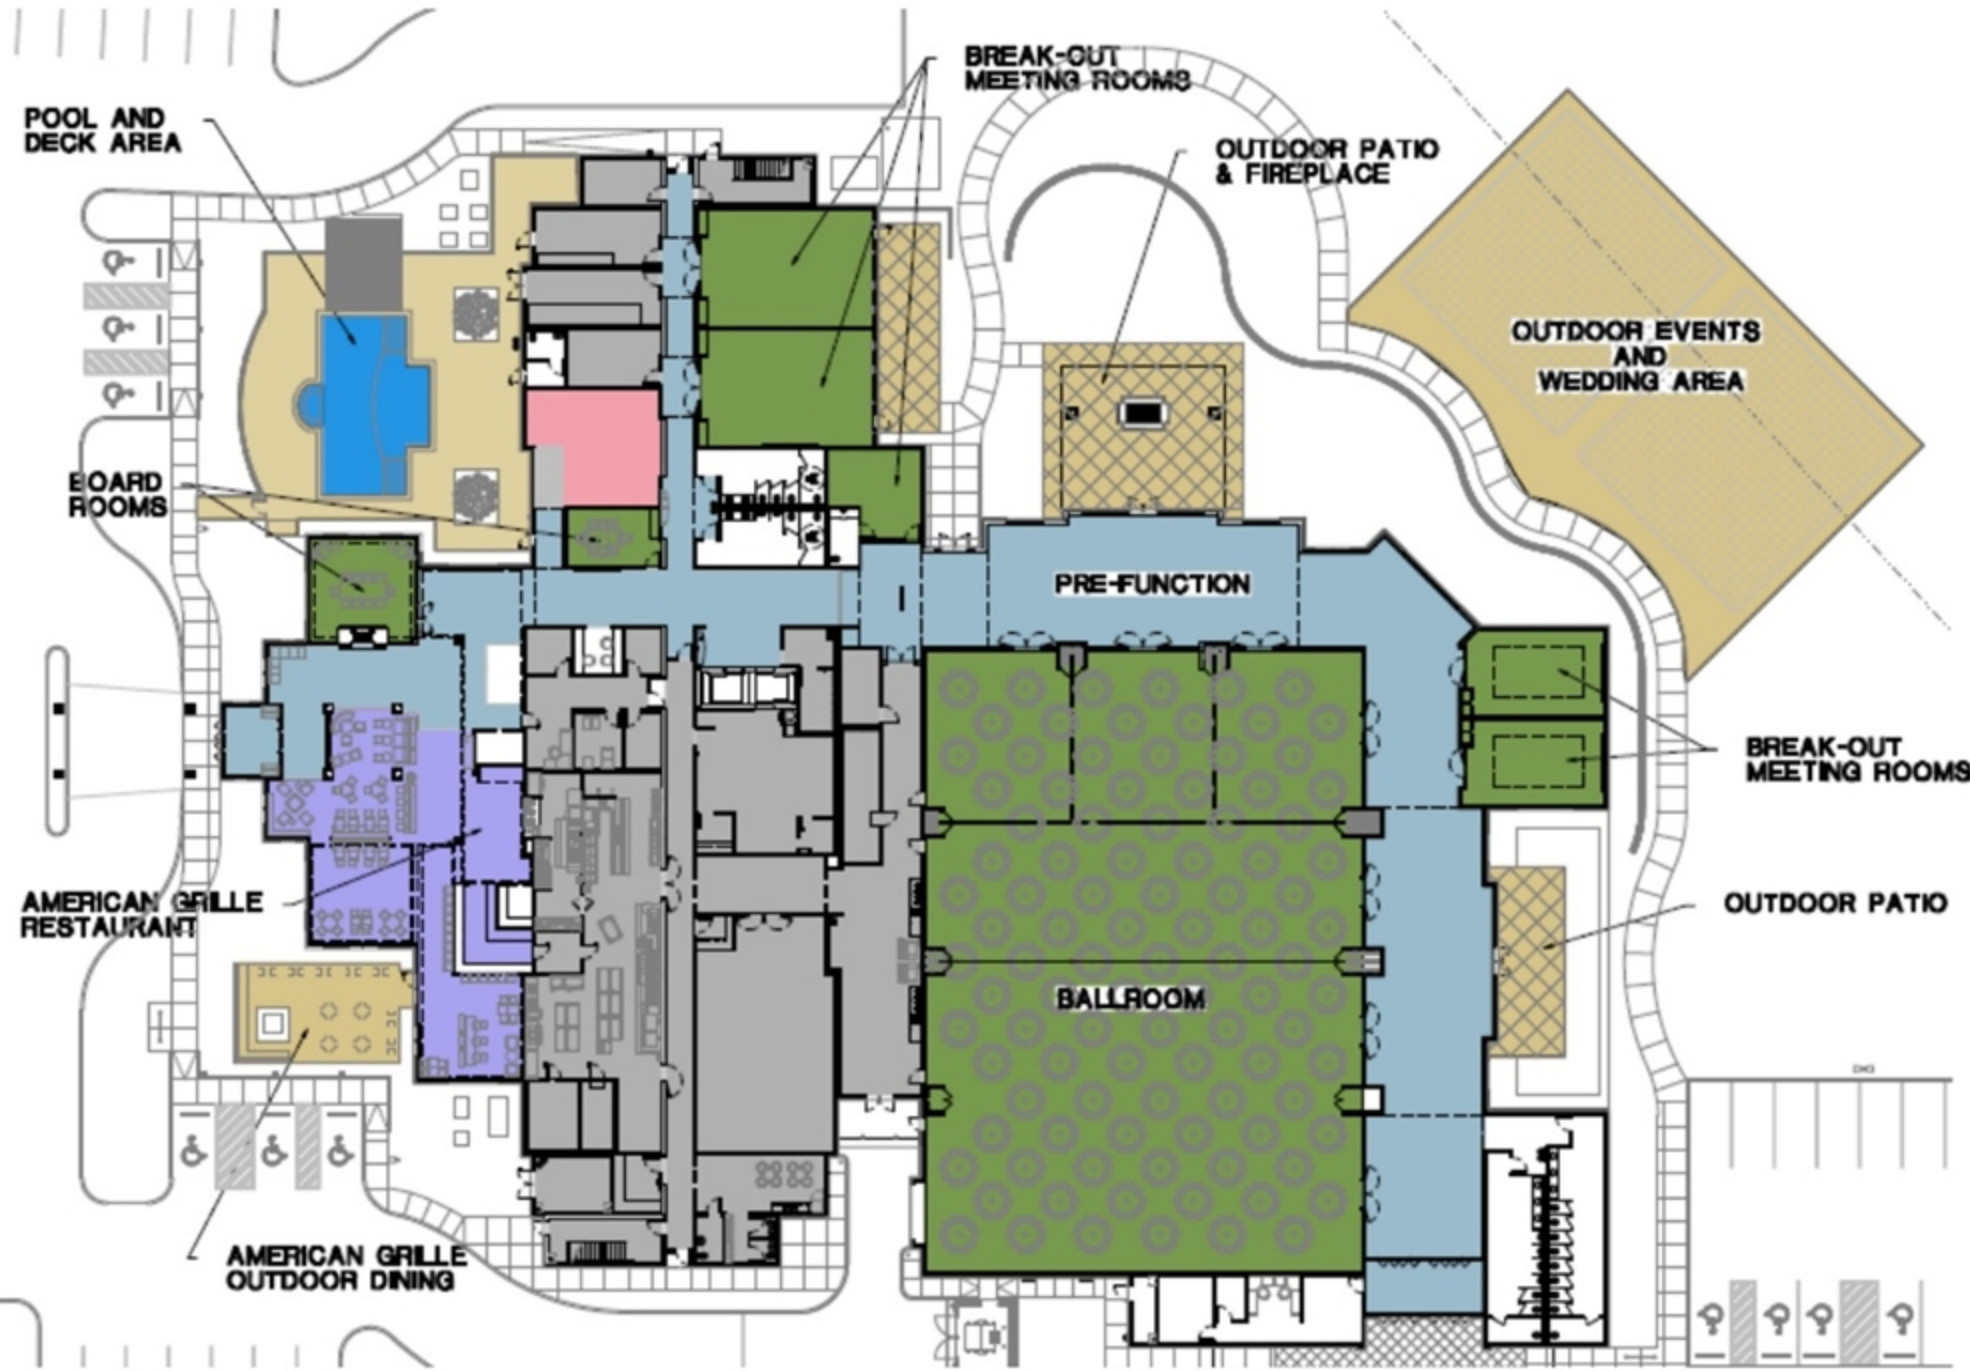 BREAK-OUT
MEETING ROOMS
POOL AND
DECK AREA
OUTDOOR PATIO
& FIREPLACE
OUTDOOR EVENTS
AND
WEDDING AREA
BOARD
ROOMS
PRE-FUNCTION
BREAK-OUT
MEETING ROOMS
AMERICAN GRILLE
RESTAURANT
OUTDOOR PATIO
BALLROOM
AMERICAN GRILLE
OUTDOOR DINING